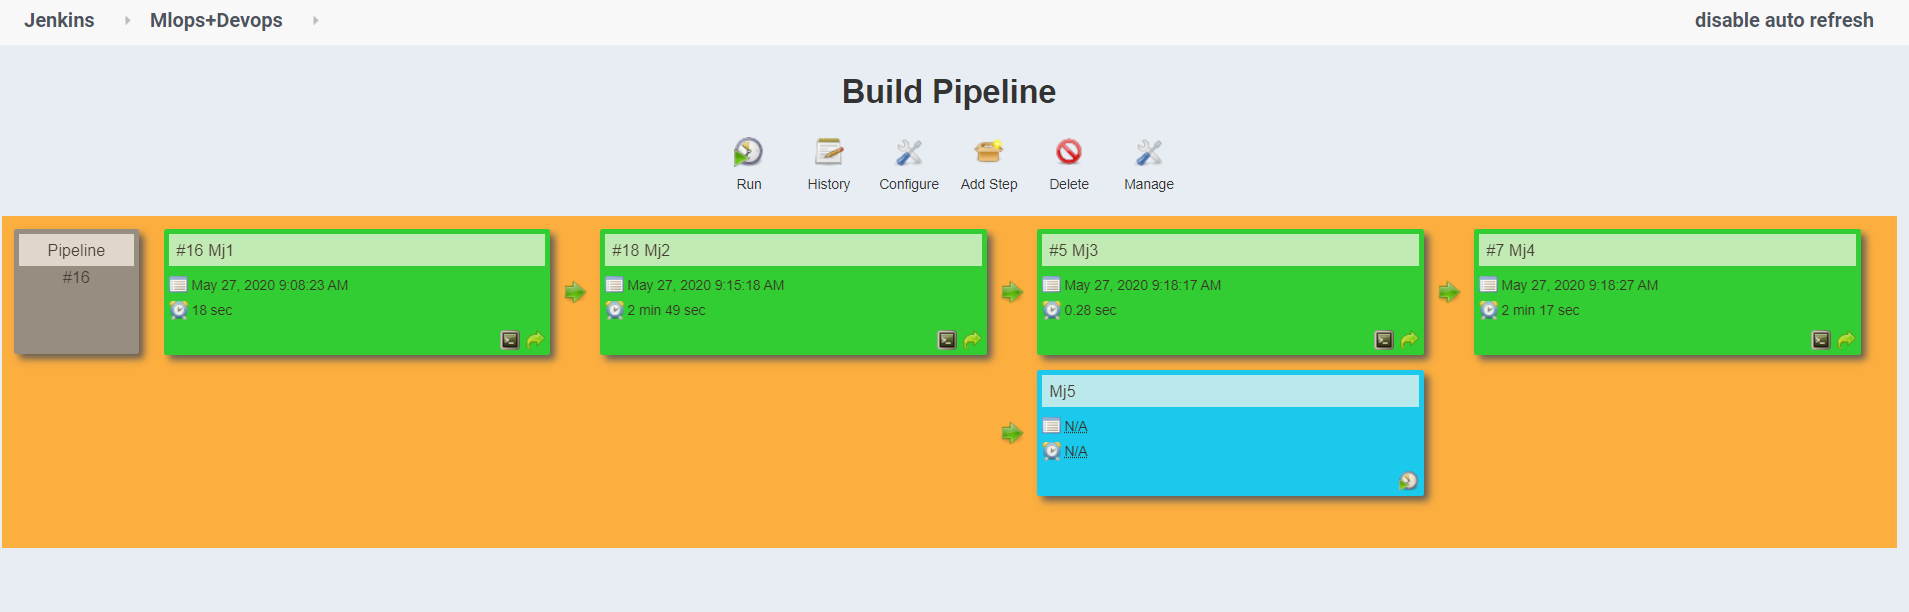 Jenkins Mlops+Devops disable auto refresh
Build Pipeline
Run History Configure Add Step Delete Manage
Pipeline
#16
#16 Mj1
May 27, 2020 9:08:23 AM
18 sec
#18 Mj2
May 27, 2020 9:15:18 AM
2 min 49 sec
#5 Mj3
May 27, 2020 9:18:17 AM
0.28 sec
#7 Mj4
May 27, 2020 9:18:27 AM
2 min 17 sec
Mj5
N/A
N/A